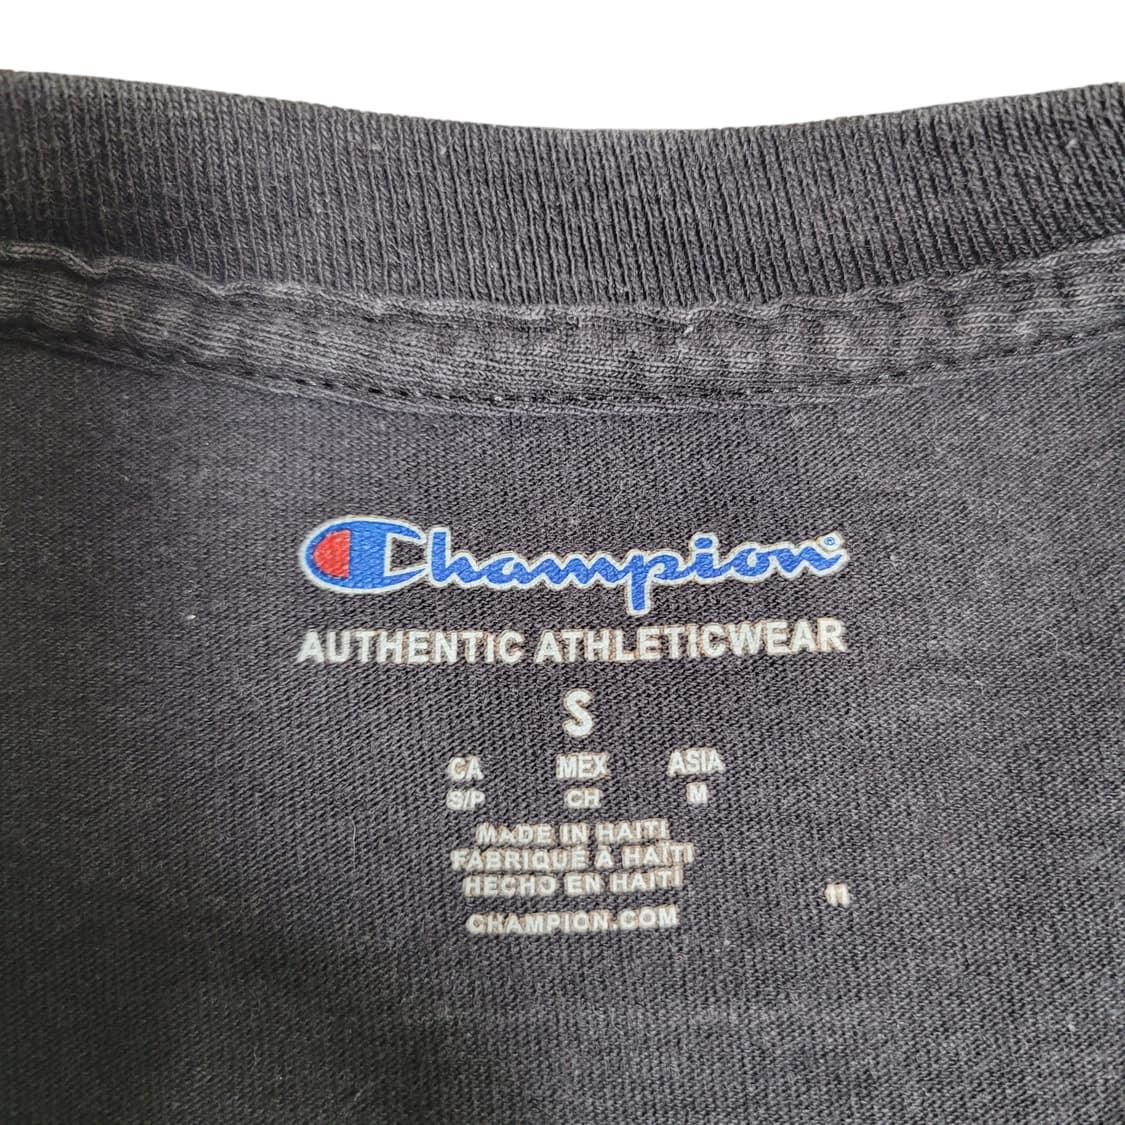 Champion®
AUTHENTIC ATHLETICWEAR
S
CA MEX ASIA
S/P CH M
MADE IN HAITI
FABRIQUÉ À HAÏTI
HECHO EN HAITÍ
11
CHAMPION.COM